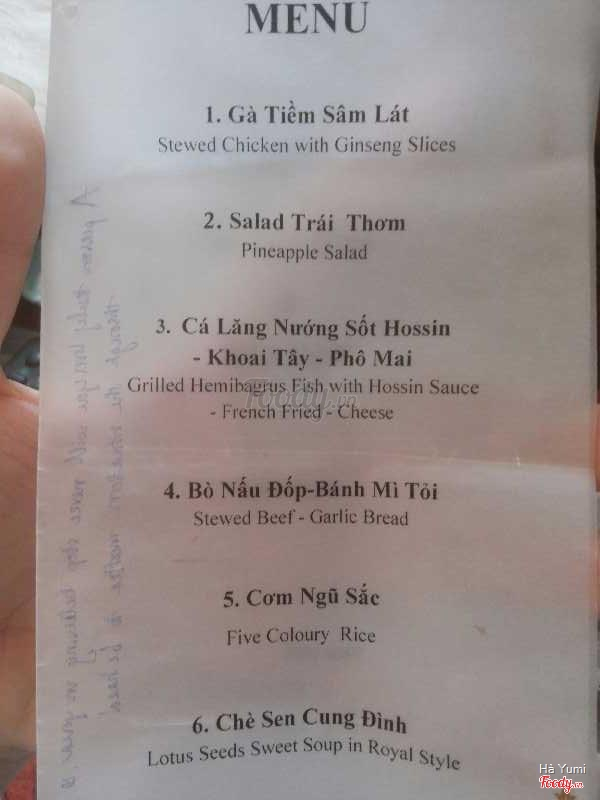 MENU
1. Gà Tiềm Sâm Lát
Stewed Chicken with Ginseng Slices
2. Salad Trái Thơm
Pineapple Salad
3. Cá Lăng Nướng Sốt Hossin
- Khoai Tây - Phô Mai
Grilled Hemibagrus Fish with Hossin Sauce
- French Fried - Cheese
Foody.vn
4. Bò Nấu Đốp-Bánh Mì Tỏi
Stewed Beef - Garlic Bread
5. Cơm Ngũ Sắc
Five Coloury Rice
6. Chè Sen Cung Đình
Lotus Seeds Sweet Soup in Royal Style
Hà Yumi
Foody.vn